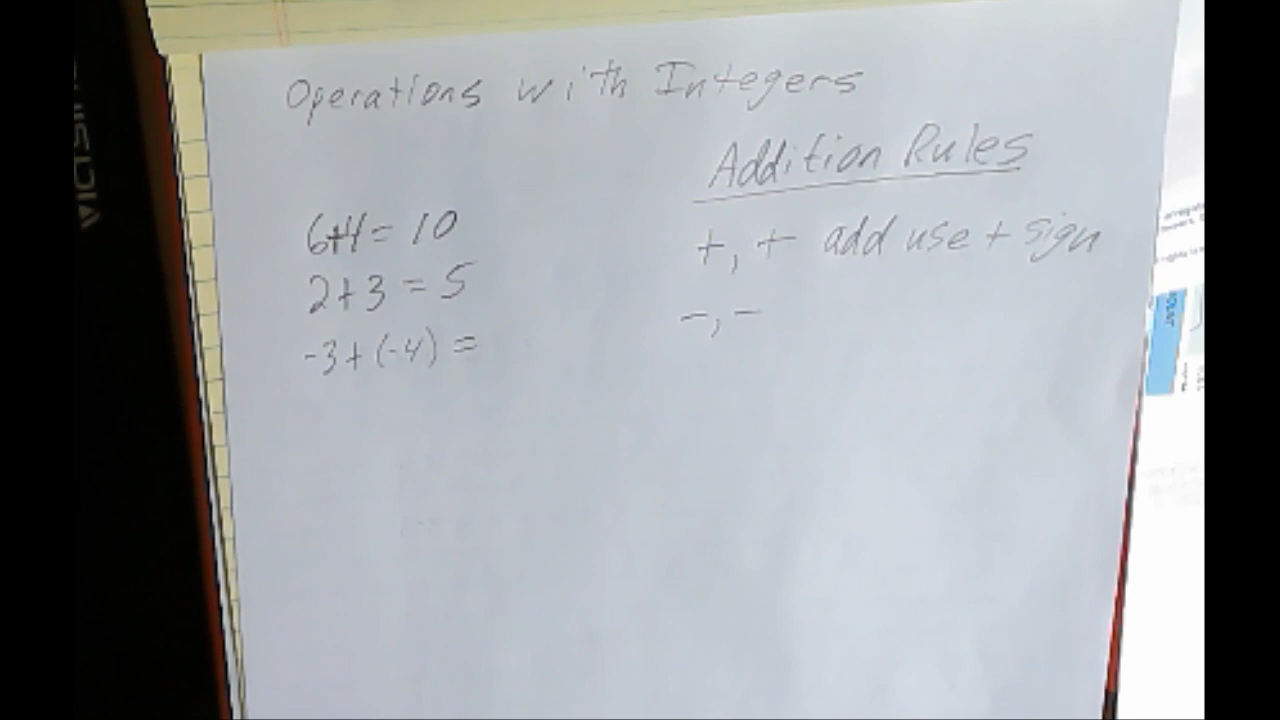 Operations with Integers
Addition Rules
6+4 = 10
2+3 = 5
-3+(-4) =
+, + add use + sign
-, -